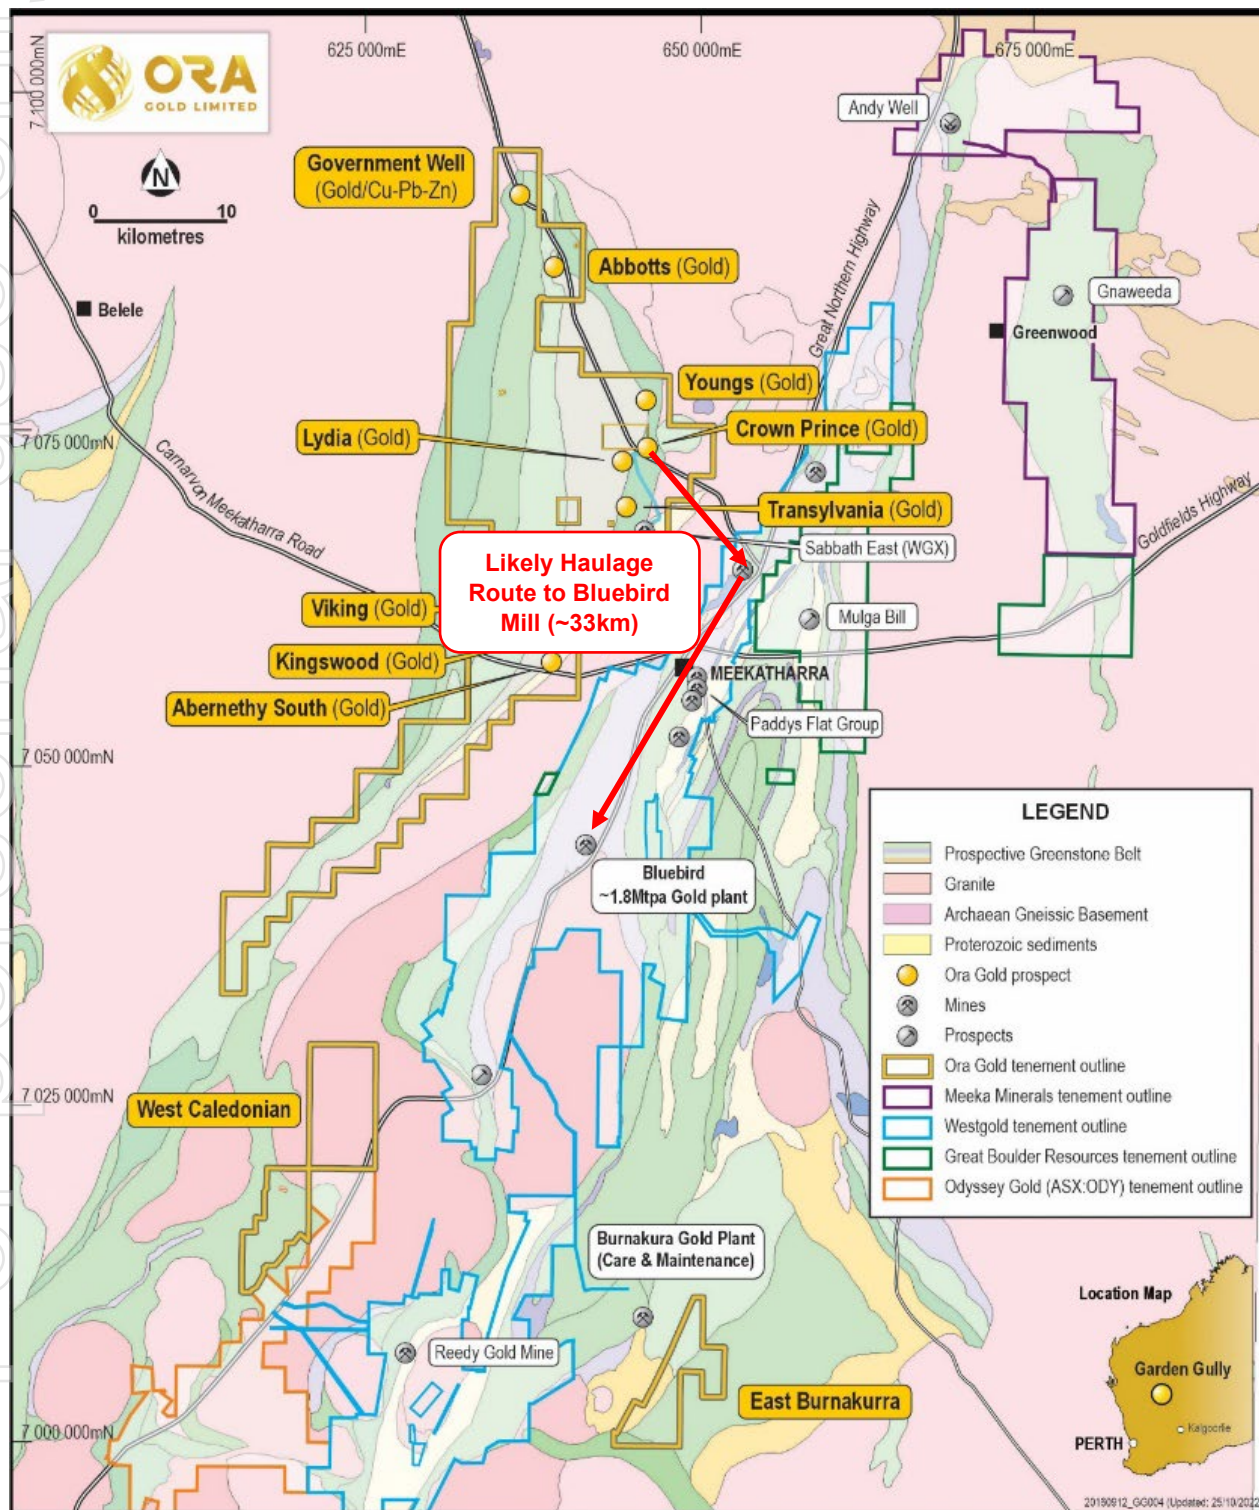 625 000mE
650 000mE
675 000mE
7 100 000mN
ORA
GOLD LIMITED
Andy Well
Government Well
(Gold/Cu-Pb-Zn)
N
0 10
kilometres
Great Northern Highway
Abbotts (Gold)
Gnaweeda
Belele
Greenwood
Youngs (Gold)
Crown Prince (Gold)
Lydia (Gold)
7 075 000mN
Carnarvon Meekatharra Road
Goldfields Highway
Transylvania (Gold)
Sabbath East (WGX)
Likely Haulage
Route to Bluebird
Mill (~33km)
Viking (Gold)
Mulga Bill
Kingswood (Gold)
MEEKATHARRA
Abernethy South (Gold)
Paddys Flat Group
7 050 000mN
Bluebird
~1.8Mtpa Gold plant
LEGEND
Prospective Greenstone Belt
Granite
Archaean Gneissic Basement
Proterozoic sediments
Ora Gold prospect
Mines
Prospects
Ora Gold tenement outline
Meeka Minerals tenement outline
Westgold tenement outline
Great Boulder Resources tenement outline
Odyssey Gold (ASX:ODY) tenement outline
7 025 000mN
West Caledonian
Burnakura Gold Plant
(Care & Maintenance)
Reedy Gold Mine
East Burnakurra
7 000 000mN
Location Map
Garden Gully
Kalgoorlie
PERTH
20190912_GG004 (Updated: 25/10/202